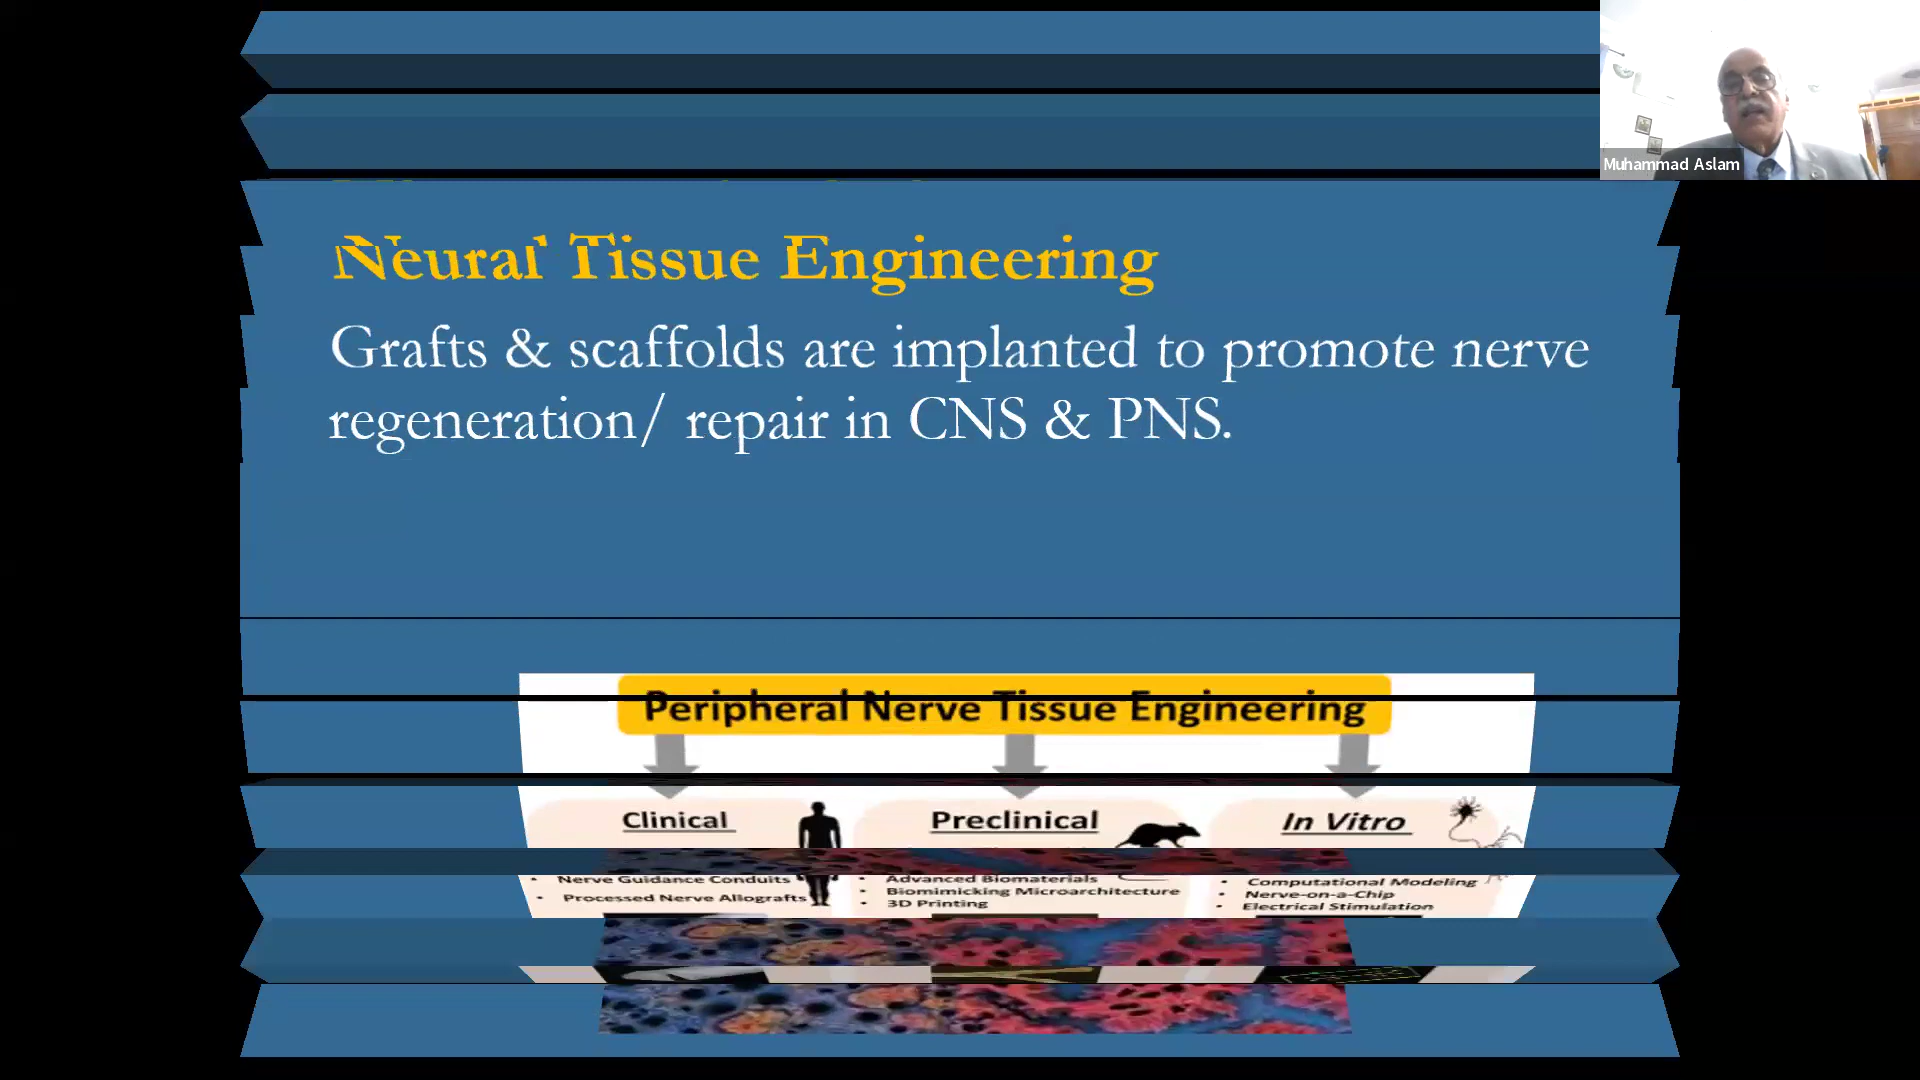 Muhammad Aslam
Neural Tissue Engineering
Grafts & scaffolds are implanted to promote nerve
regeneration/ repair in CNS & PNS.
Peripheral Nerve Tissue Engineering
Clinical
Preclinical
In Vitro
• Nerve Guidance Conduits
• Processed Nerve Allografts
• Advanced Biomaterials
• Biomimicking Microarchitecture
• 3D Printing
• Computational Modeling
• Nerve-on-a-Chip
• Electrical Stimulation